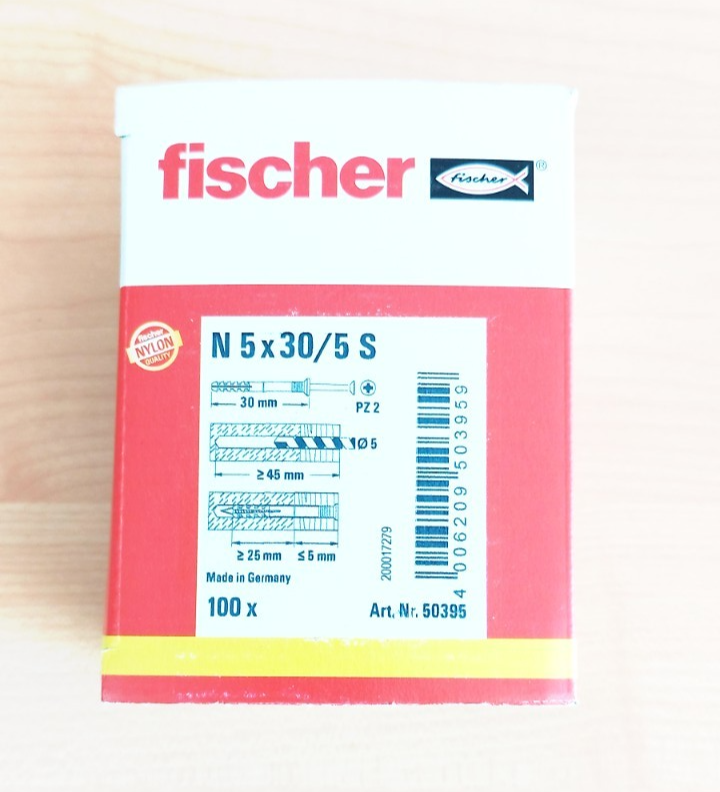 fischer
fischer ®
fischer
NYLON
QUALITY
N 5 x 30/5 S
30 mm
PZ 2
Ø 5
≥ 45 mm
≥ 25 mm ≤ 5 mm
Made in Germany
100 x
Art. Nr. 50395
200017279
4 006209 503959